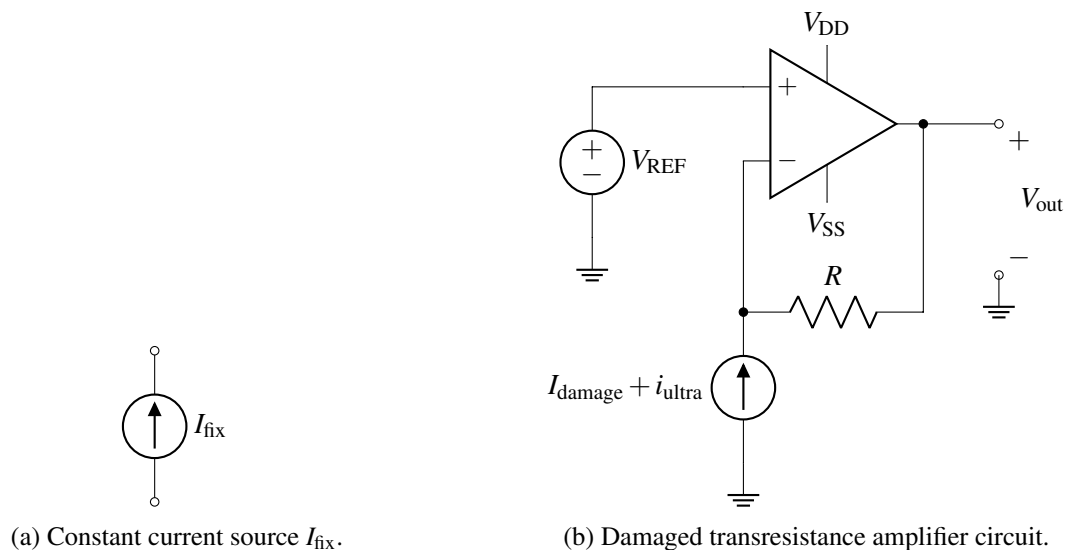 V_DD
+
+
−
V_REF
−
+
V_out
−
V_SS
R
I_damage + i_ultra
I_fix
(a) Constant current source I_fix.
(b) Damaged transresistance amplifier circuit.